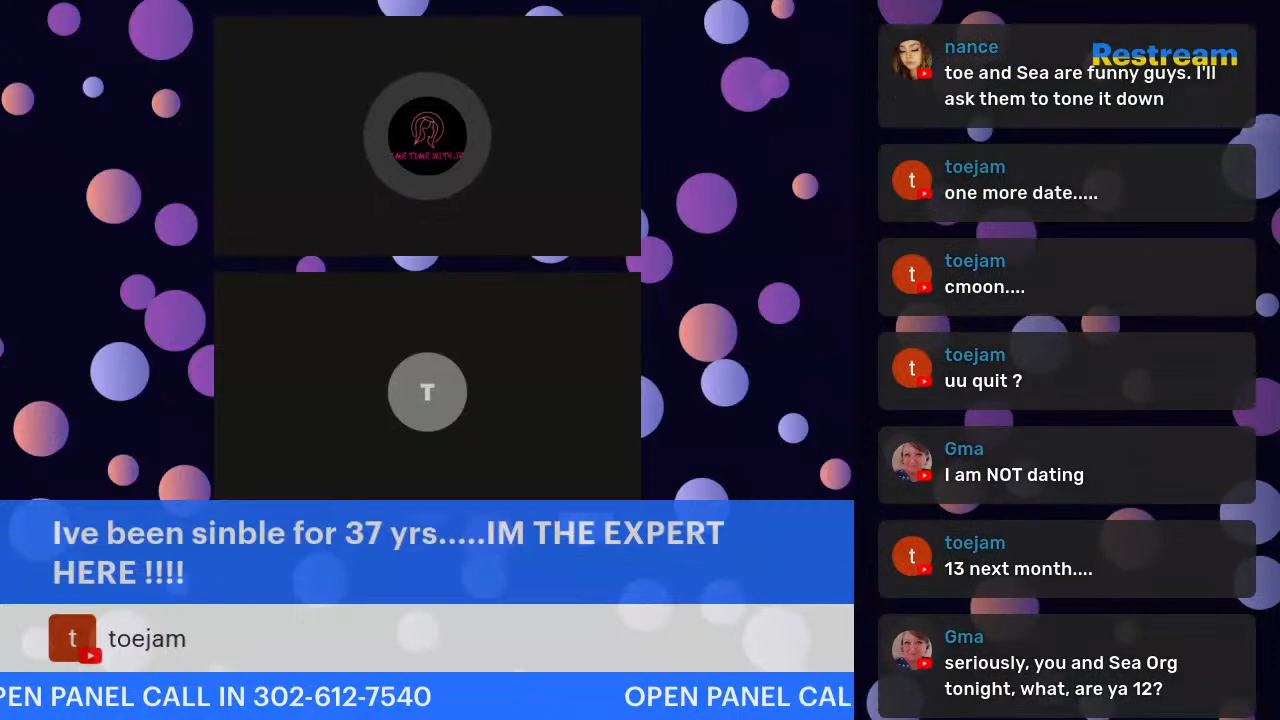 T
Ive been sinble for 37 yrs.....IM THE EXPERT
HERE !!!!
t
toejam
PEN PANEL CALL IN 302-612-7540
OPEN PANEL CAL
Restream
nance
toe and Sea are funny guys. I'll
ask them to tone it down
t
toejam
one more date.....
t
toejam
cmoon....
t
toejam
uu quit ?
Gma
I am NOT dating
t
toejam
13 next month....
Gma
seriously, you and Sea Org
tonight, what, are ya 12?